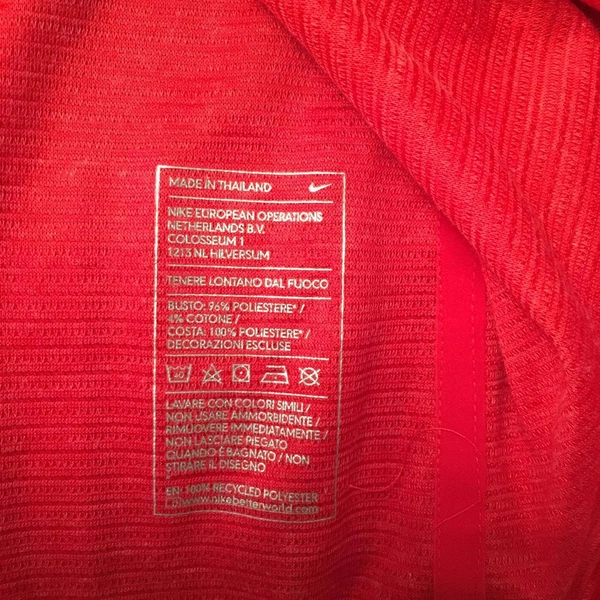 MADE IN THAILAND
NIKE EUROPEAN OPERATIONS
NETHERLANDS B.V.
COLOSSEUM 1
1213 NL HILVERSUM
TENERE LONTANO DAL FUOCO
BUSTO: 96% POLIESTERE* /
4% COTONE /
COSTA: 100% POLIESTERE* /
DECORAZIONI ESCLUSE
40
LAVARE CON COLORI SIMILI /
NON USARE AMMORBIDENTE /
RIMUOVERE IMMEDIATAMENTE /
NON LASCIARE PIEGATO
QUANDO È BAGNATO / NON
STIRARE IL DISEGNO
/
EN: 100% RECYCLED POLYESTER
www.nikebetterworld.com